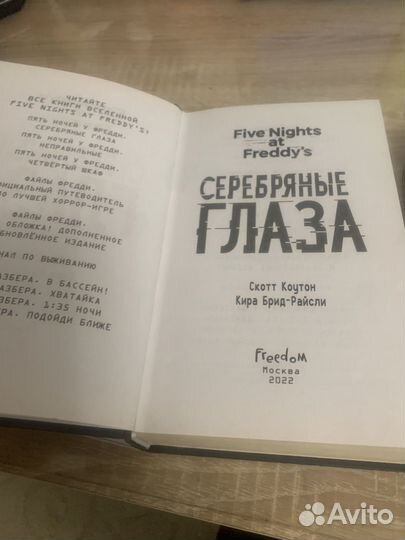 ЧИТАЙТЕ
ВСЕ КНИГИ ВСЕЛЕННОЙ
FIVE NIGHTS AT FREDDY'S:
ПЯТЬ НОЧЕЙ У ФРЕДДИ.
СЕРЕБРЯНЫЕ ГЛАЗА
ПЯТЬ НОЧЕЙ У ФРЕДДИ.
НЕПРАВИЛЬНЫЕ
ПЯТЬ НОЧЕЙ У ФРЕДДИ.
ЧЕТВЁРТЫЙ ШКАФ
ФАЙЛЫ ФРЕДДИ.
ПУТЕВОДИТЕЛЬ
ПО ЛУЧШЕЙ ХОРРОР-ИГРЕ
ФАЙЛЫ ФРЕДДИ.
ОБЛОЖКА! ДОПОЛНЕННОЕ
ИЗДАНИЕ
ПО ВЫЖИВАНИЮ
В БАССЕЙН!
ХВАТАЙКА
1:35 НОЧИ
ПОДОЙДИ БЛИЖЕ
Five Nights
at
Freddy's
СЕРЕБРЯНЫЕ
ГЛАЗА
Скотт Коутон
Кира Брид-Райсли
Freedom
Москва
2022
Avito